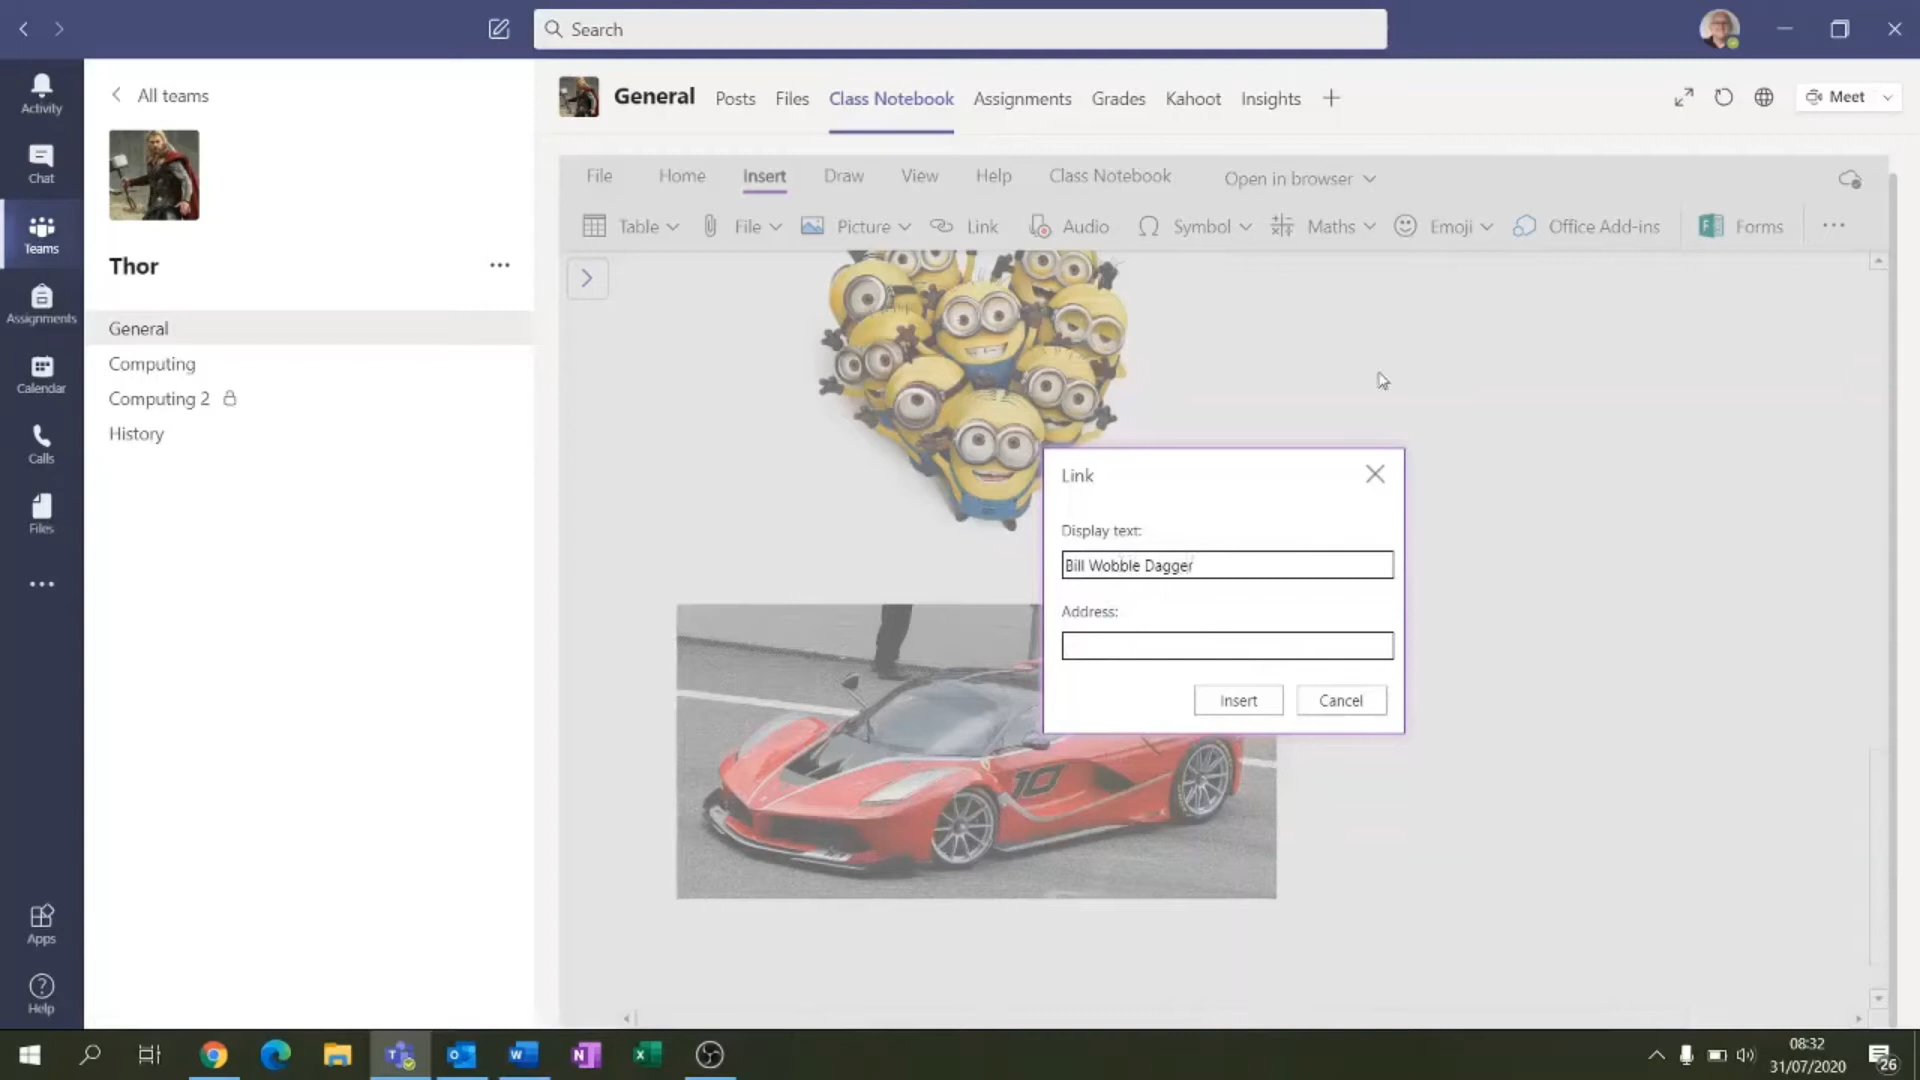 Search
Activity
Chat
Teams
Assignments
Calendar
Calls
Files
Apps
Help
All teams
Thor
General
Computing
Computing 2
History
General Posts Files Class Notebook Assignments Grades Kahoot Insights
Meet
File Home Insert Draw View Help Class Notebook Open in browser
Table File Picture Link Audio Symbol Maths Emoji Office Add-ins Forms
10
Link
Display text:
Bill Wobble Dagger
Address:
Insert Cancel
08:32
31/07/2020
26